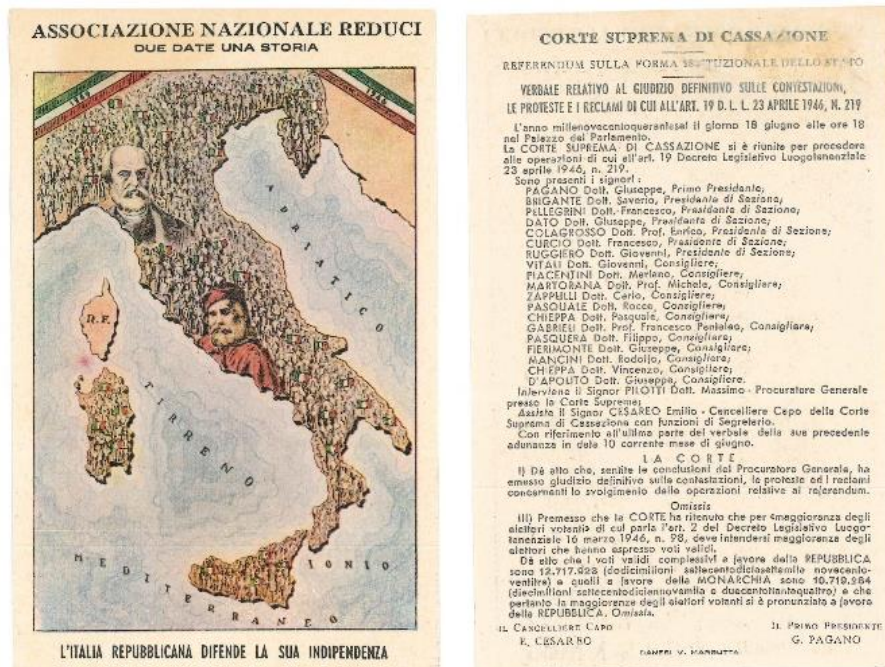 ASSOCIAZIONE NAZIONALE REDUCI
DUE DATE UNA STORIA
1860
1946
R.F.
ADRIATICO
TIRRENO
MEDITERRANEO
IONIO
L'ITALIA REPUBBLICANA DIFENDE LA SUA INDIPENDENZA
CORTE SUPREMA DI CASSAZIONE
REFERENDUM SULLA FORMA ISTITUZIONALE DELLO STATO
VERBALE RELATIVO AL GIUDIZIO DEFINITIVO SULLE CONTESTAZIONI,
LE PROTESTE E I RECLAMI DI CUI ALL'ART. 19 D. L. L. 23 APRILE 1946, N. 219
L'anno millenovecentoquarantasei il giorno 18 giugno alle ore 18
nel Palazzo del Parlamento.
La CORTE SUPREMA DI CASSAZIONE si è riunita per procedere
alle operazioni di cui all'art. 19 Decreto Legislativo Luogotenenziale
23 aprile 1946, n. 219.
Sono presenti i signori:
PAGANO Dott. Giuseppe, Primo Presidente;
BRIGANTE Dott. Saverio, Presidente di Sezione;
PELLEGRINI Dott. Francesco, Presidente di Sezione;
DATO Dott. Giuseppe, Presidente di Sezione;
COLAGROSSO Dott. Prof. Enrico, Presidente di Sezione;
CURCIO Dott. Francesco, Presidente di Sezione;
RUGGIERO Dott. Giovanni, Presidente di Sezione;
VITALI Dott. Giovanni, Consigliere;
PIACENTINI Dott. Mariano, Consigliere;
MARTORANA Dott. Prof. Michele, Consigliere;
ZAPPULLI Dott. Carlo, Consigliere;
PASQUALE Dott. Rocco, Consigliere;
CHIEPPA Dott. Pasquale, Consigliere;
GABRIELI Dott. Prof. Francesco Pantaleo, Consigliere;
PASQUERA Dott. Filippo, Consigliere;
FIERIMONTE Dott. Giuseppe, Consigliere;
MANCINI Dott. Rodolfo, Consigliere;
CHIEPPA Dott. Vincenzo, Consigliere;
D'APOLITO Dott. Giuseppe, Consigliere.
Interviene il Signor PILOTTI Dott. Massimo - Procuratore Generale
presso la Corte Suprema;
Assiste il Signor CESAREO Emilio - Cancelliere Capo della Corte
Suprema di Cassazione con funzioni di Segretario.
Con riferimento all'ultima parte del verbale della sua precedente
adunanza in data 10 corrente mese di giugno.
LA CORTE
I) Dà atto che, sentite le conclusioni del Procuratore Generale, ha
emesso giudizio definitivo sulle contestazioni, le proteste ed i reclami
concernenti lo svolgimento delle operazioni relative al referendum.
Omissis
III) Premesso che la CORTE ha ritenuto che per «maggioranza degli
elettori votanti» di cui parla l'art. 2 del Decreto Legislativo Luogo-
tenenziale 16 marzo 1946, n. 98, deve intendersi maggioranza degli
elettori che hanno espresso voti validi.
Dà atto che i voti validi complessivi a favore della REPUBBLICA
sono 12.717.923 (dodicimilioni settecentodiciasettemila novecento-
ventitre) e quelli a favore della MONARCHIA sono 10.719.284
(diecimilioni settecentodiciannovemila e duecentottantaquattro) e che
pertanto la maggioranza degli elettori votanti si è pronunziata a favore
della REPUBBLICA. Omissis.
IL CANCELLIERE CAPO
E. CESAREO
IL PRIMO PRESIDENTE
G. PAGANO